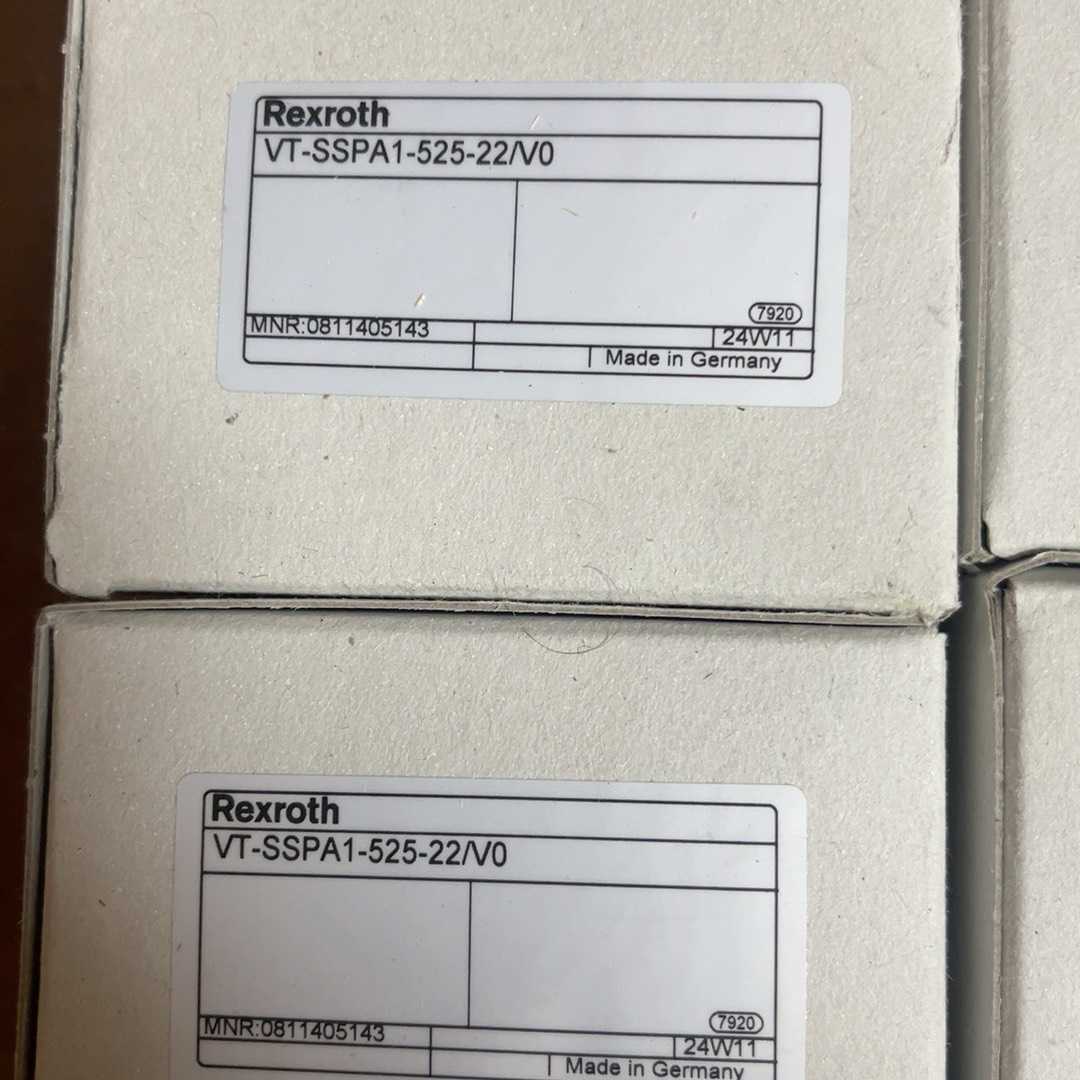 Rexroth
VT-SSPA1-525-22/V0
7920
MNR:0811405143
24W11
Made in Germany
Rexroth
VT-SSPA1-525-22/V0
7920
MNR:0811405143
24W11
Made in Germany